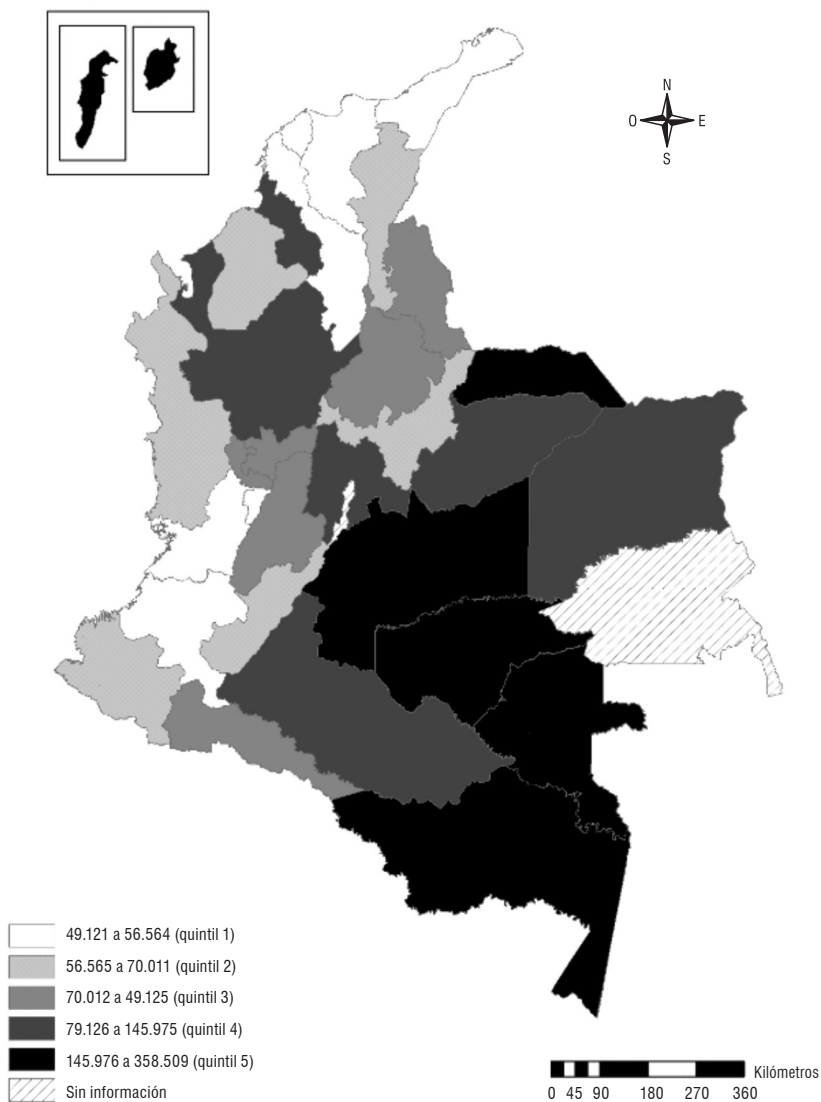 N
O E
S
49.121 a 56.564 (quintil 1)
56.565 a 70.011 (quintil 2)
70.012 a 49.125 (quintil 3)
79.126 a 145.975 (quintil 4)
145.976 a 358.509 (quintil 5)
Sin información
Kilómetros
0 45 90 180 270 360